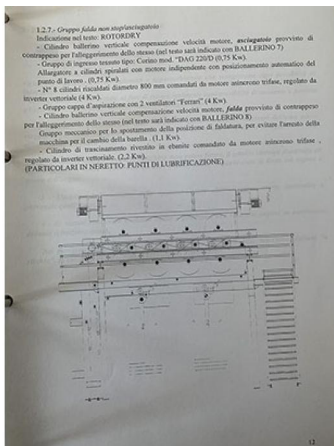 1.2.7.- Gruppo falda non stop/asciugatoio
Indicazione nel testo: ROTORDRY
- Cilindro ballerino verticale compensazione velocità motore, asciugatoio provvisto di
contrappeso per l'alleggerimento dello stesso (nel testo sarà indicato con BALLERINO 7)
- Gruppo di ingresso tessuto tipo: Corino mod. "DAG 220/D (0,75 Kw).
Allargatore a cilindri spiralati con motore indipendente con posizionamento automatico del
punto di lavoro . (0,75 Kw).
- N° 8 cilindri riscaldati diametro 800 mm comandati da motore asincrono trifase, regolato da
inverter vettoriale (4 Kw).
- Gruppo cappa d'aspirazione con 2 ventilatori "Ferrari" (4 Kw)
- Cilindro ballerino verticale compensazione velocità motore, falda provvisto di contrappeso
per l'alleggerimento dello stesso (nel testo sarà indicato con BALLERINO 8)
Gruppo meccanico per lo spostamento della posizione di faldatura, per evitare l'arresto della
macchina per il cambio della barella . (1,1 Kw).
- Cilindro di trascinamento rivestito in ebanite comandato da motore asincrono trifase ,
regolato da inverter vettoriale. (2,2 Kw).
(PARTICOLARI IN NERETTO: PUNTI DI LUBRIFICAZIONE)
12